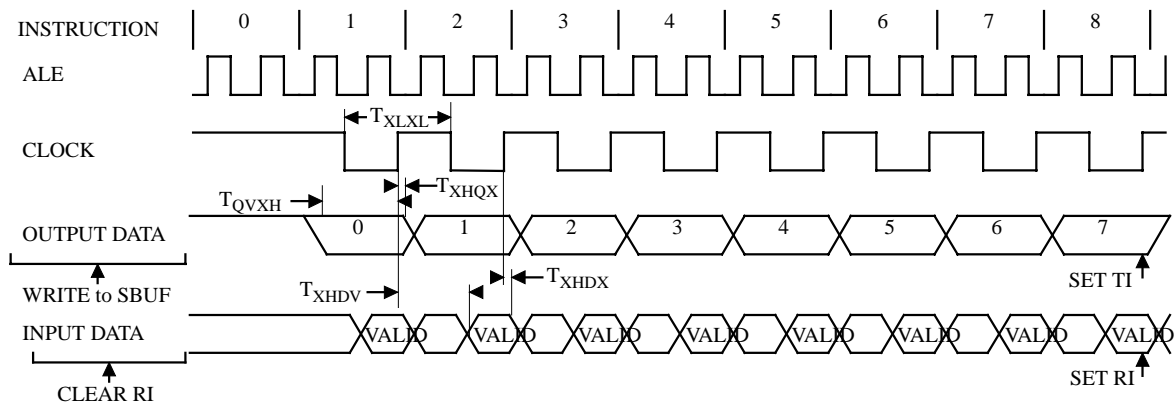 INSTRUCTION 0 1 2 3 4 5 6 7 8
ALE
T_XLXL
CLOCK
T_XHQX
T_QVXH
OUTPUT DATA 0 1 2 3 4 5 6 7
WRITE to SBUF
T_XHDV
T_XHDX
SET TI
INPUT DATA VALID VALID VALID VALID VALID VALID VALID VALID
CLEAR RI
SET RI